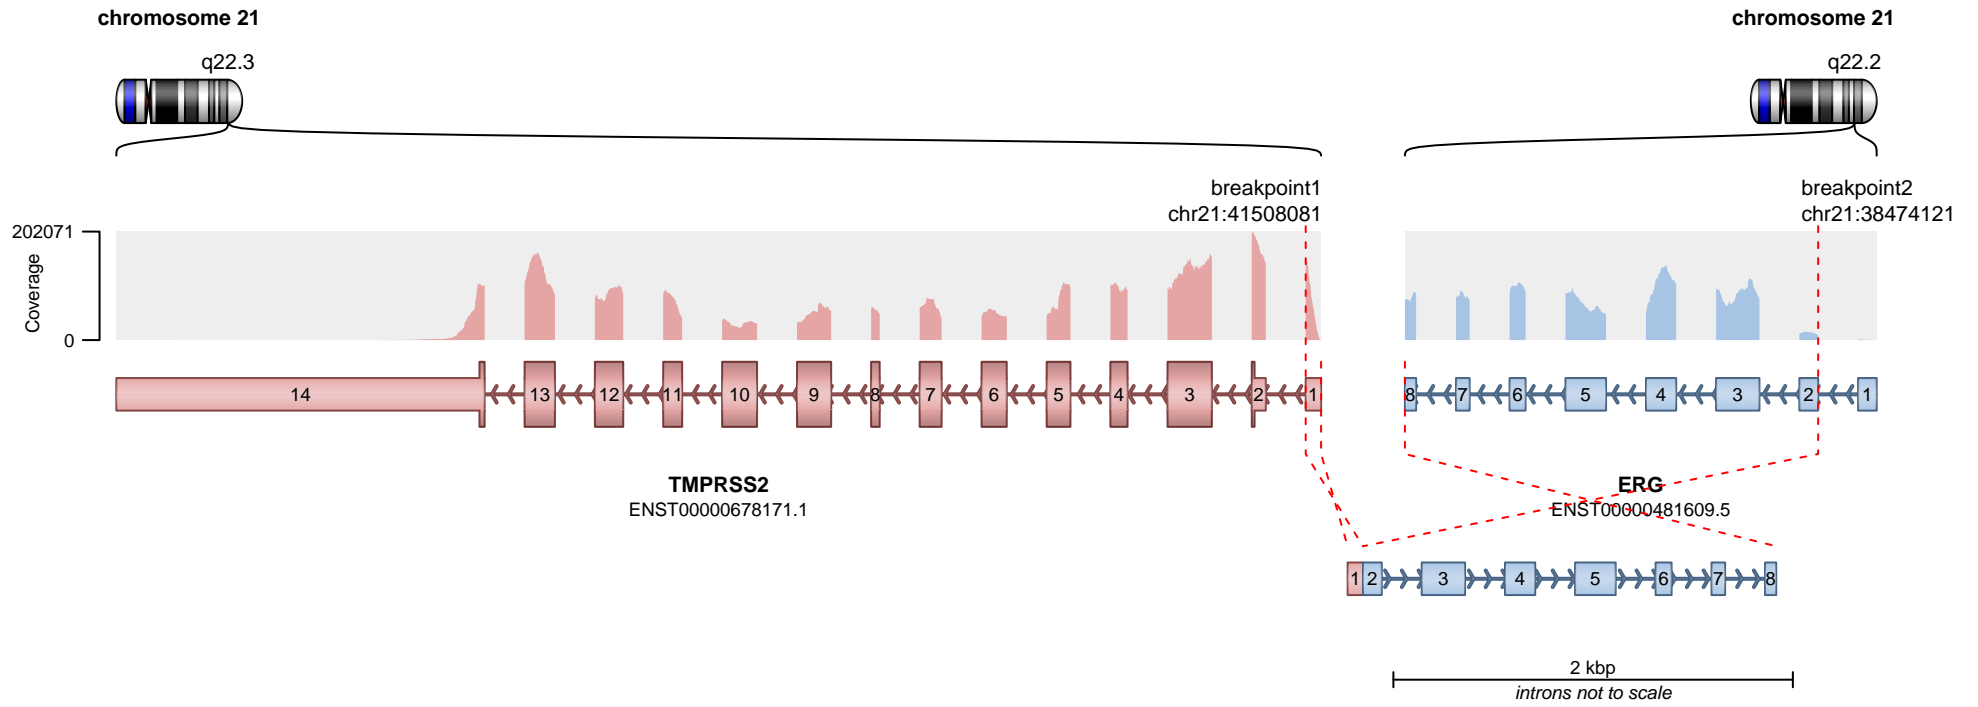 chromosome 21
chromosome 21
q22.3
q22.2
breakpoint1
chr21:41508081
breakpoint2
chr21:38474121
202071
Coverage
0
14 13 12 11 10 9 8 7 6 5 4 3 2 1
8 7 6 5 4 3 2 1
TMPRSS2
ENST00000678171.1
ERG
ENST00000481609.5
1 2 3 4 5 6 7 8
2 kbp
introns not to scale